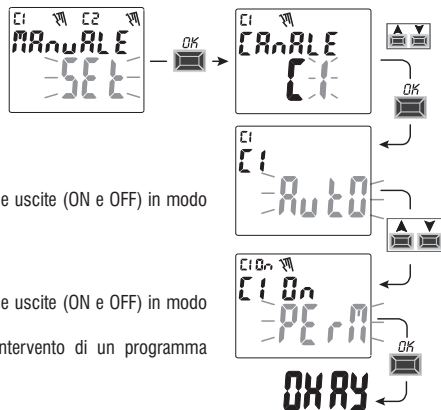 C1 C2
MAnuALE
SEt
OK
C1
CAnALE
C1
OK
C1
C1
AutO
e uscite (ON e OFF) in modo
C1On
C1 On
PErM
e uscite (ON e OFF) in modo
ntervento di un programma
OK
OKAY